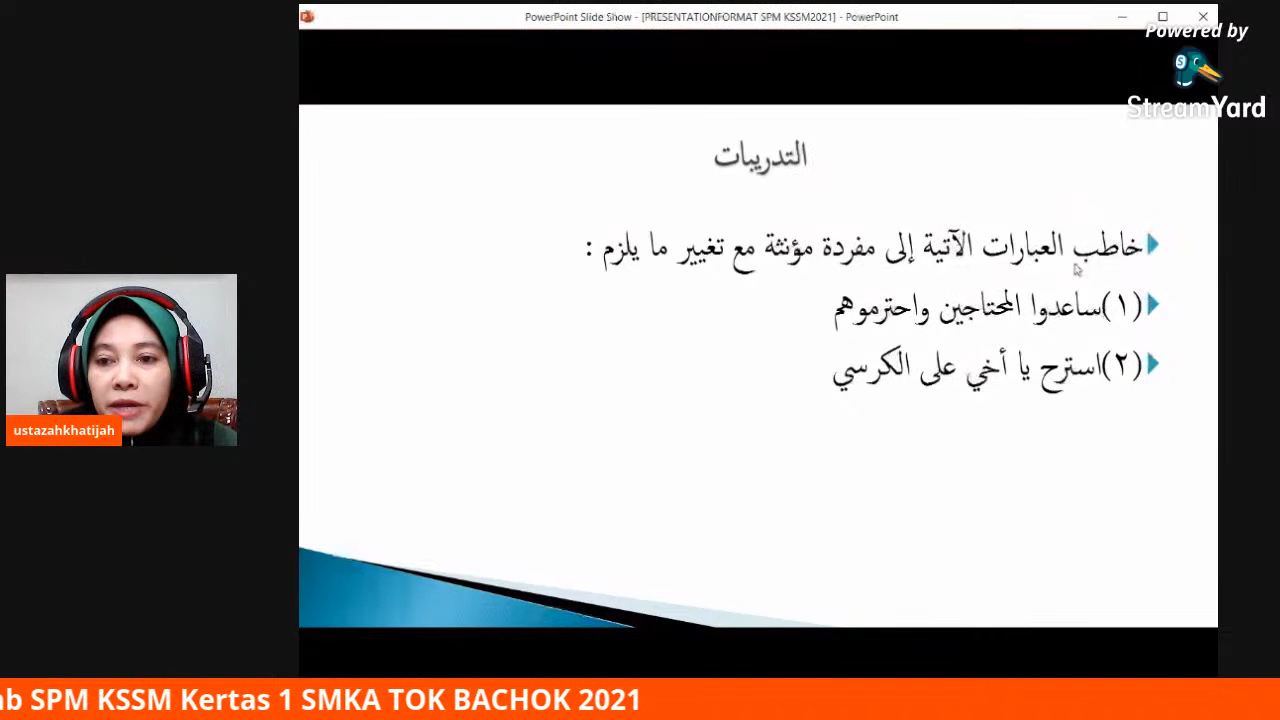 PowerPoint Slide Show - [PRESENTATIONFORMAT SPM KSSM2021] - PowerPoint
Powered by
S
StreamYard
التدريبات
خاطب العبارات الآتية إلى مفردة مؤنثة مع تغيير ما يلزم :
(١)ساعدوا المحتاجين واحترموهم
(٢)استرح يا أخي على الكرسي
ustazahkhatijah
ab SPM KSSM Kertas 1 SMKA TOK BACHOK 2021